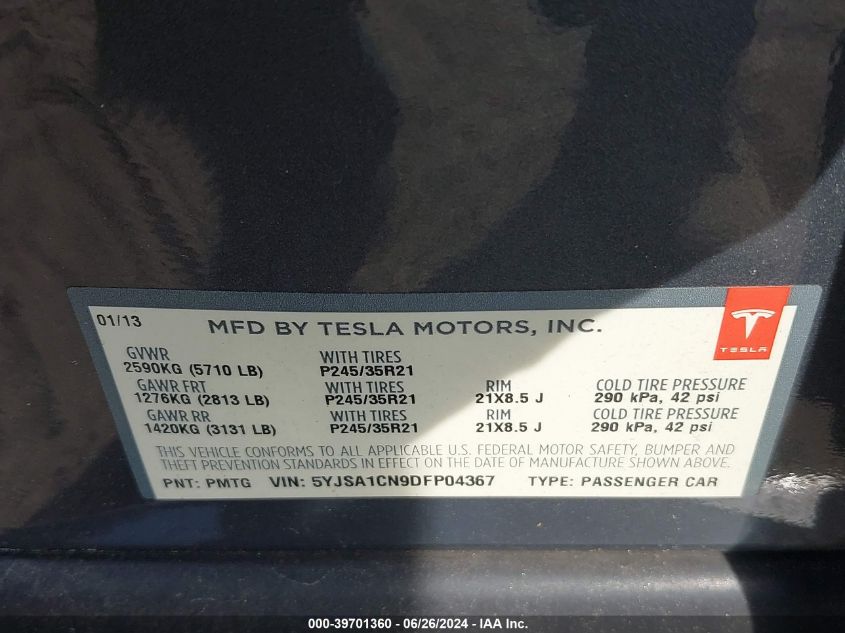 01/13 MFD BY TESLA MOTORS, INC.
TESLA
GVWR WITH TIRES
2590KG (5710 LB) P245/35R21
GAWR FRT WITH TIRES RIM COLD TIRE PRESSURE
1276KG (2813 LB) P245/35R21 21X8.5 J 290 kPa, 42 psi
GAWR RR WITH TIRES RIM COLD TIRE PRESSURE
1420KG (3131 LB) P245/35R21 21X8.5 J 290 kPa, 42 psi
THIS VEHICLE CONFORMS TO ALL APPLICABLE U.S. FEDERAL MOTOR SAFETY, BUMPER AND
THEFT PREVENTION STANDARDS IN EFFECT ON THE DATE OF MANUFACTURE SHOWN ABOVE.
PNT: PMTG VIN: 5YJSA1CN9DFP04367 TYPE: PASSENGER CAR
000-39701360 - 06/26/2024 - IAA Inc.